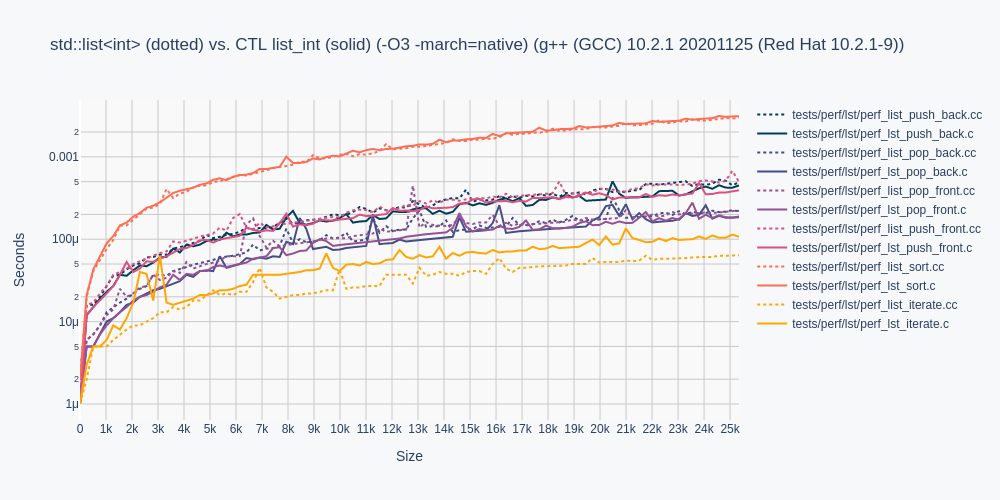 std::list<int> (dotted) vs. CTL list_int (solid) (-O3 -march=native) (g++ (GCC) 10.2.1 20201125 (Red Hat 10.2.1-9))
2
0.001
5
2
100μ
5
2
10μ
5
2
1μ
0 1k 2k 3k 4k 5k 6k 7k 8k 9k 10k 11k 12k 13k 14k 15k 16k 17k 18k 19k 20k 21k 22k 23k 24k 25k
Size
Seconds
tests/perf/lst/perf_list_push_back.cc
tests/perf/lst/perf_lst_push_back.c
tests/perf/lst/perf_list_pop_back.cc
tests/perf/lst/perf_lst_pop_back.c
tests/perf/lst/perf_list_pop_front.cc
tests/perf/lst/perf_lst_pop_front.c
tests/perf/lst/perf_list_push_front.cc
tests/perf/lst/perf_lst_push_front.c
tests/perf/lst/perf_list_sort.cc
tests/perf/lst/perf_lst_sort.c
tests/perf/lst/perf_list_iterate.cc
tests/perf/lst/perf_lst_iterate.c